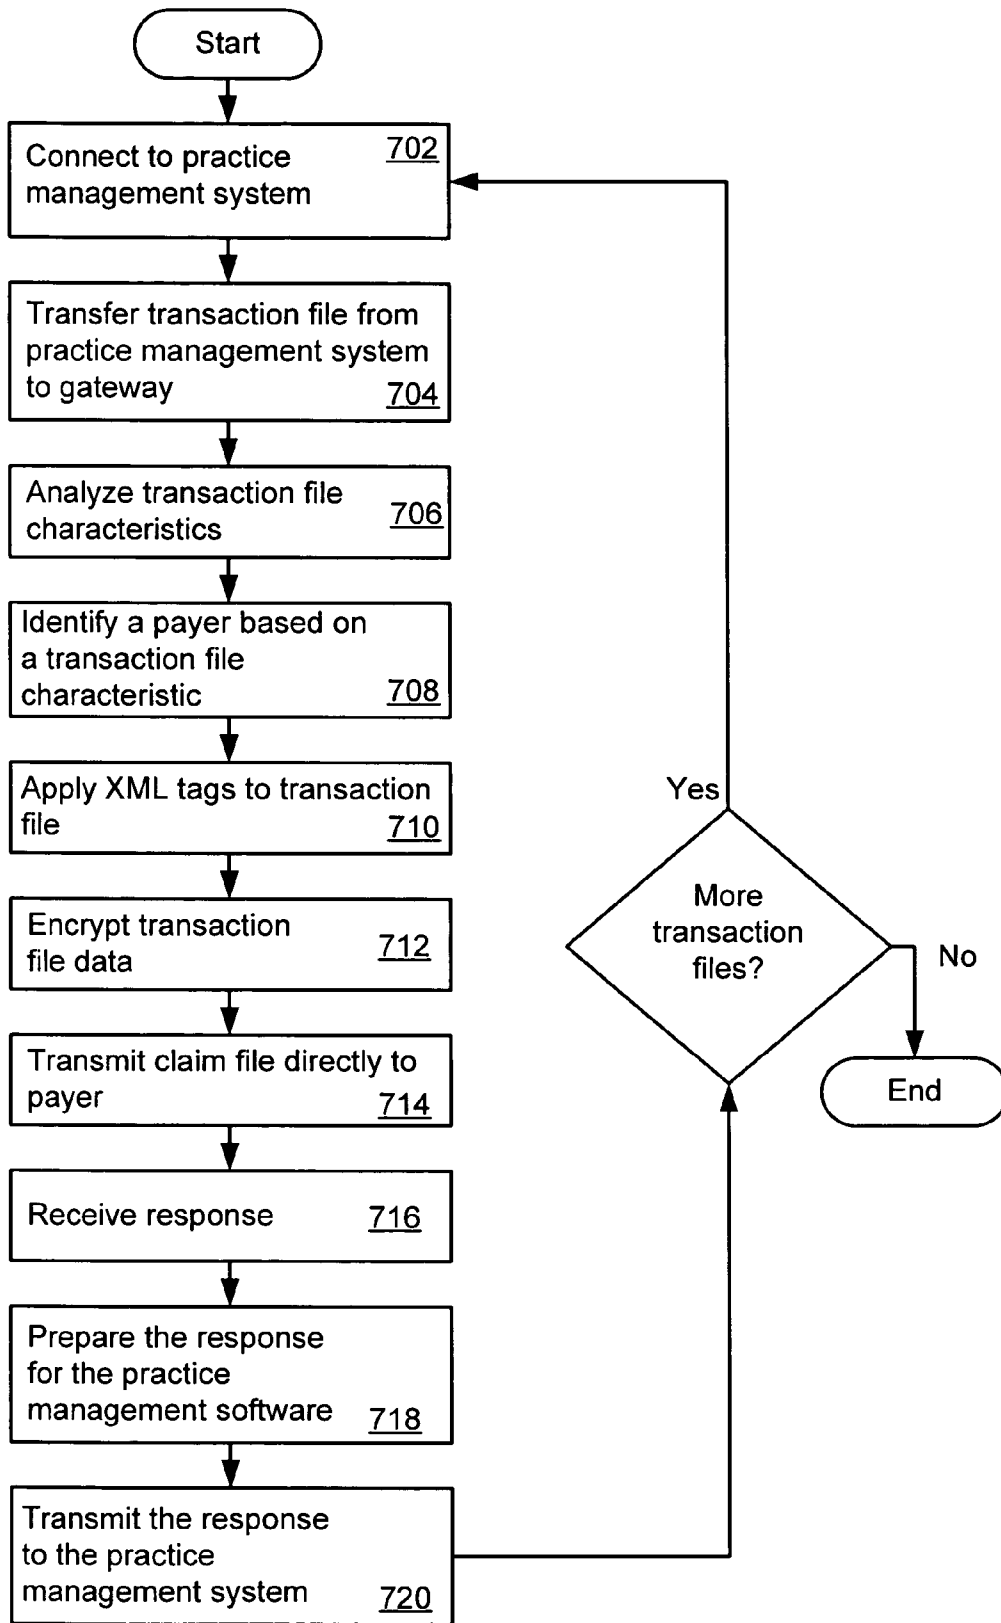 Start
Connect to practice 702
management system
Transfer transaction file from
practice management system
to gateway 704
Analyze transaction file
characteristics 706
Identify a payer based on
a transaction file
characteristic 708
Apply XML tags to transaction
file 710
Encrypt transaction
file data 712
Transmit claim file directly to
payer 714
Receive response 716
Prepare the response
for the practice
management software 718
Transmit the response
to the practice
management system 720
Yes
More
transaction
files?
No
End